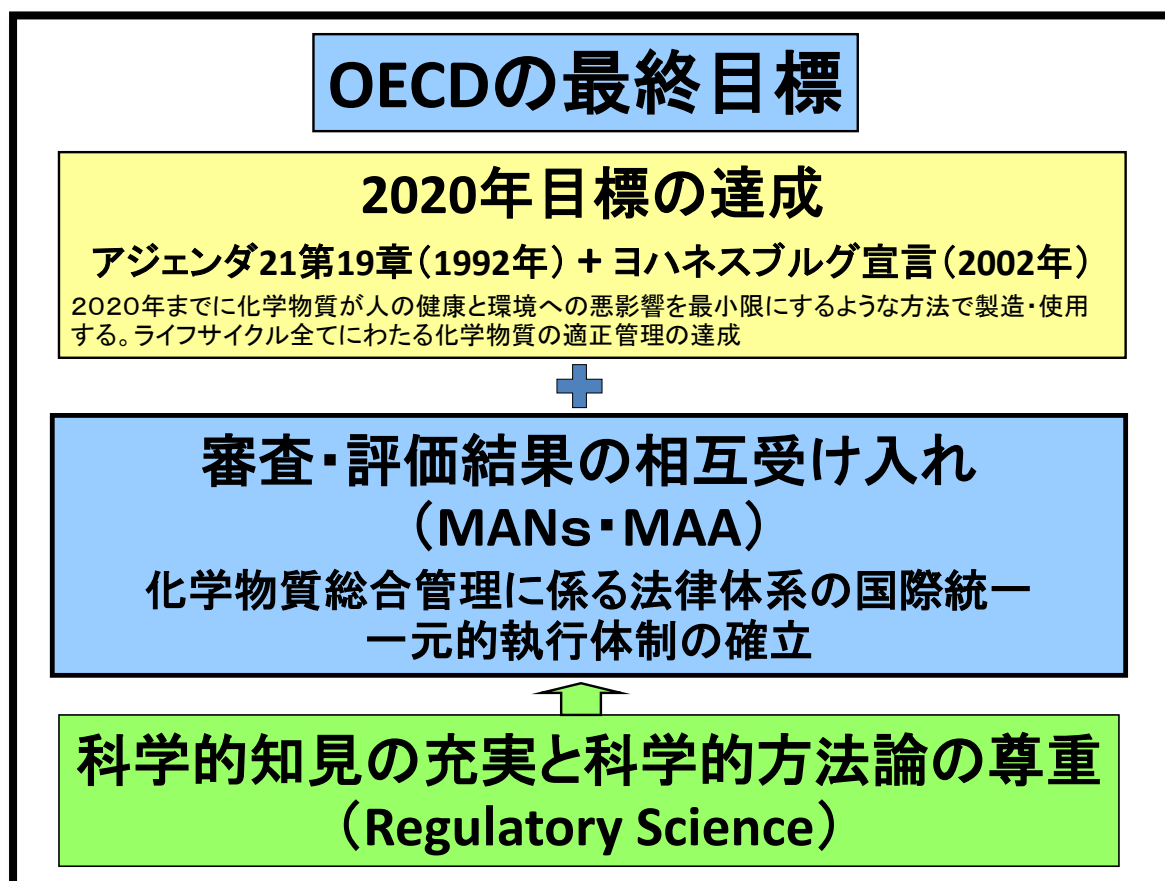 OECDの最終目標
2020年目標の達成
アジェンダ21第19章（1992年）+ヨハネスブルグ宣言（2002年）
２０２０年までに化学物質が人の健康と環境への悪影響を最小限にするような方法で製造・使用
する。ライフサイクル全てにわたる化学物質の適正管理の達成
審査・評価結果の相互受け入れ
（MANs・MAA）
化学物質総合管理に係る法律体系の国際統一
一元的執行体制の確立
科学的知見の充実と科学的方法論の尊重
（Regulatory Science）